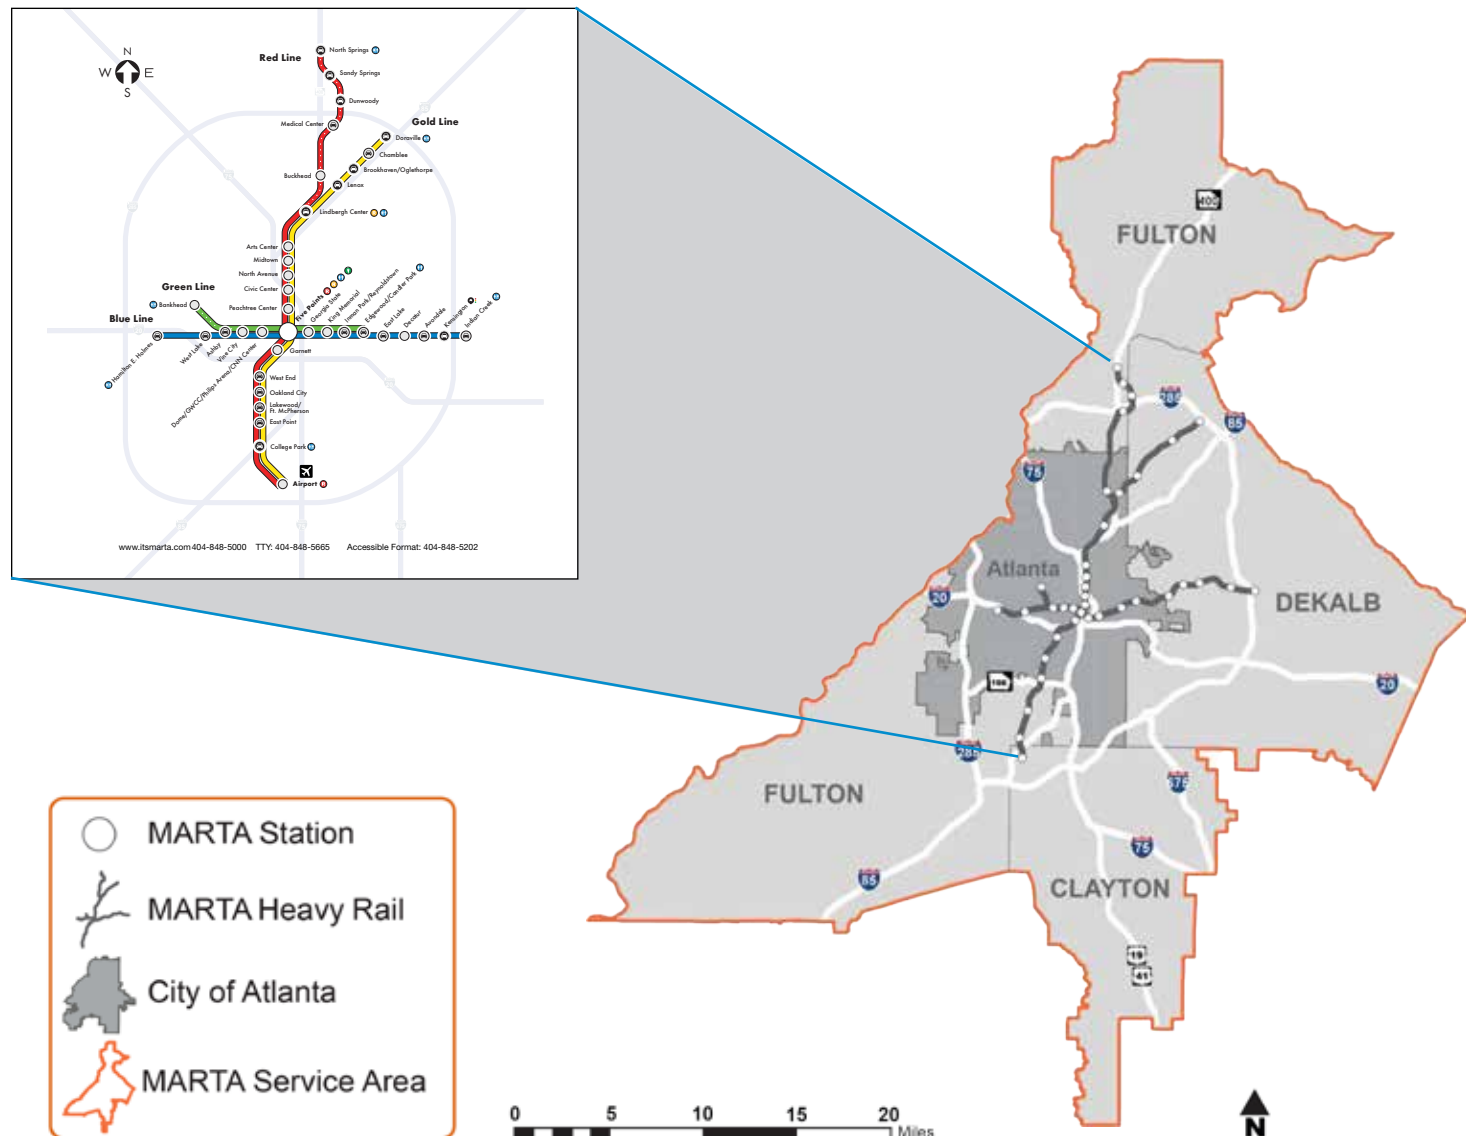 N
W
E
S
Red Line
North Springs
Sandy Springs
Dunwoody
Medical Center
Gold Line
Doraville
Chamblee
Brookhaven/Oglethorpe
Buckhead
Lenox
Lindbergh Center
Arts Center
Midtown
North Avenue
Civic Center
Peachtree Center
Green Line
Bankhead
Blue Line
Hamilton E. Holmes
West Lake
Ashby
Vine City
Dome/GWCC/Philips Arena/CNN Center
Five Points
Georgia State
King Memorial
Inman Park/Reynoldstown
Edgewood/Candler Park
East Lake
Decatur
Avondale
Kensington
Indian Creek
Garnett
West End
Oakland City
Lakewood/
Ft. McPherson
East Point
College Park
Airport
www.itsmarta.com 404-848-5000 TTY: 404-848-5665 Accessible Format: 404-848-5202
400
FULTON
285
85
75
Atlanta
20
DEKALB
166
20
285
FULTON
675
75
85
CLAYTON
19
41
MARTA Station
MARTA Heavy Rail
City of Atlanta
MARTA Service Area
0 5 10 15 20
Miles
N